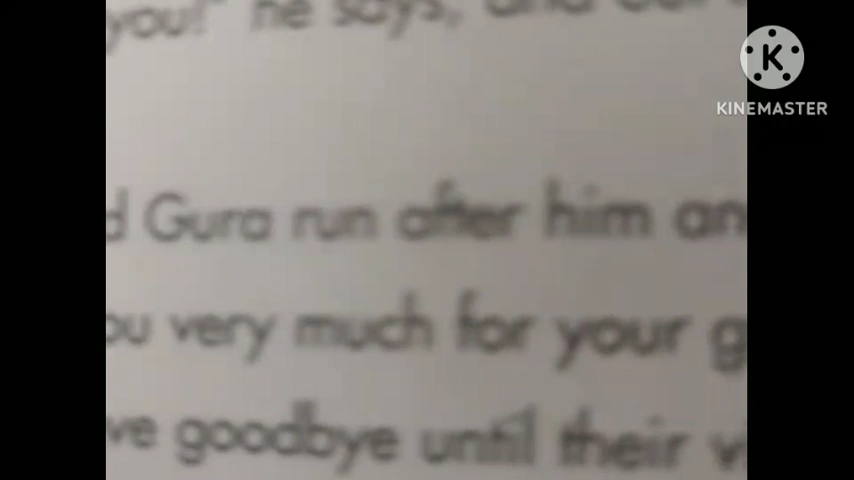 you!" he says, and
KINEMASTER
d Gura run after him an
ou very much for your g
ve goodbye until their v